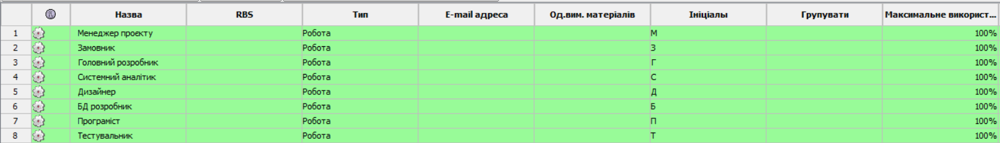 Назва RBS Тип E-mail адреса Од.вим. матеріалів Ініціалы Групувати Максимальне використ...
1 Менеджер проєкту Робота М 100%
2 Замовник Робота З 100%
3 Головний розробник Робота Г 100%
4 Системний аналітик Робота С 100%
5 Дизайнер Робота Д 100%
6 БД розробник Робота Б 100%
7 Програміст Робота П 100%
8 Тестувальник Робота Т 100%